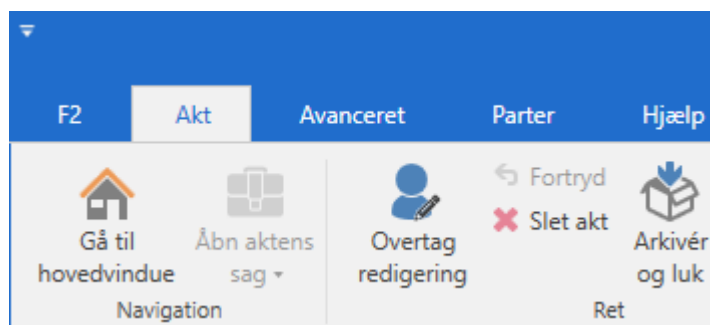 F2 Akt Avanceret Parter Hjælp
Gå til hovedvindue
Åbn aktens sag
Overtag redigering
Fortryd
Slet akt
Arkivér og luk
Navigation
Ret